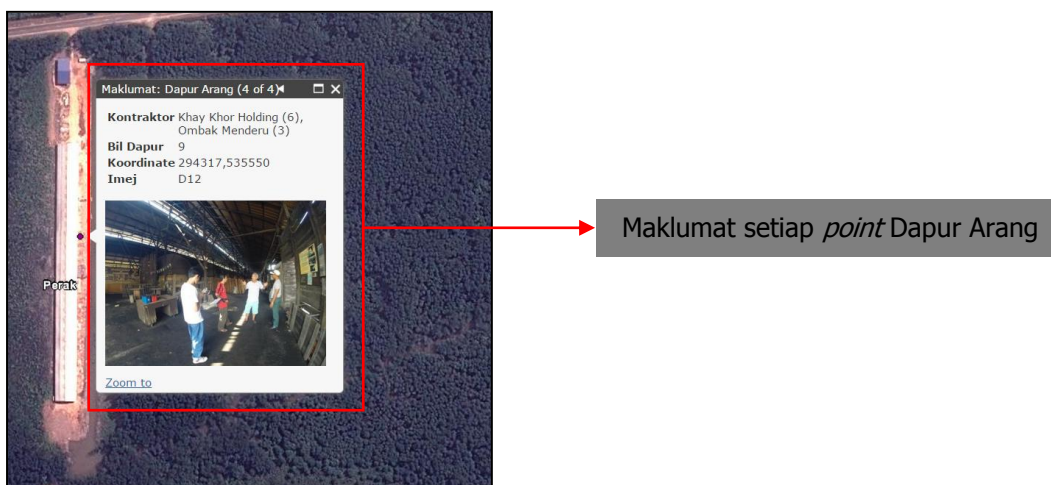 Maklumat: Dapur Arang (4 of 4)
Kontraktor Khay Khor Holding (6),
Ombak Menderu (3)
Bil Dapur 9
Koordinate 294317,535550
Imej D12
Perak
Zoom to
Maklumat setiap point Dapur Arang